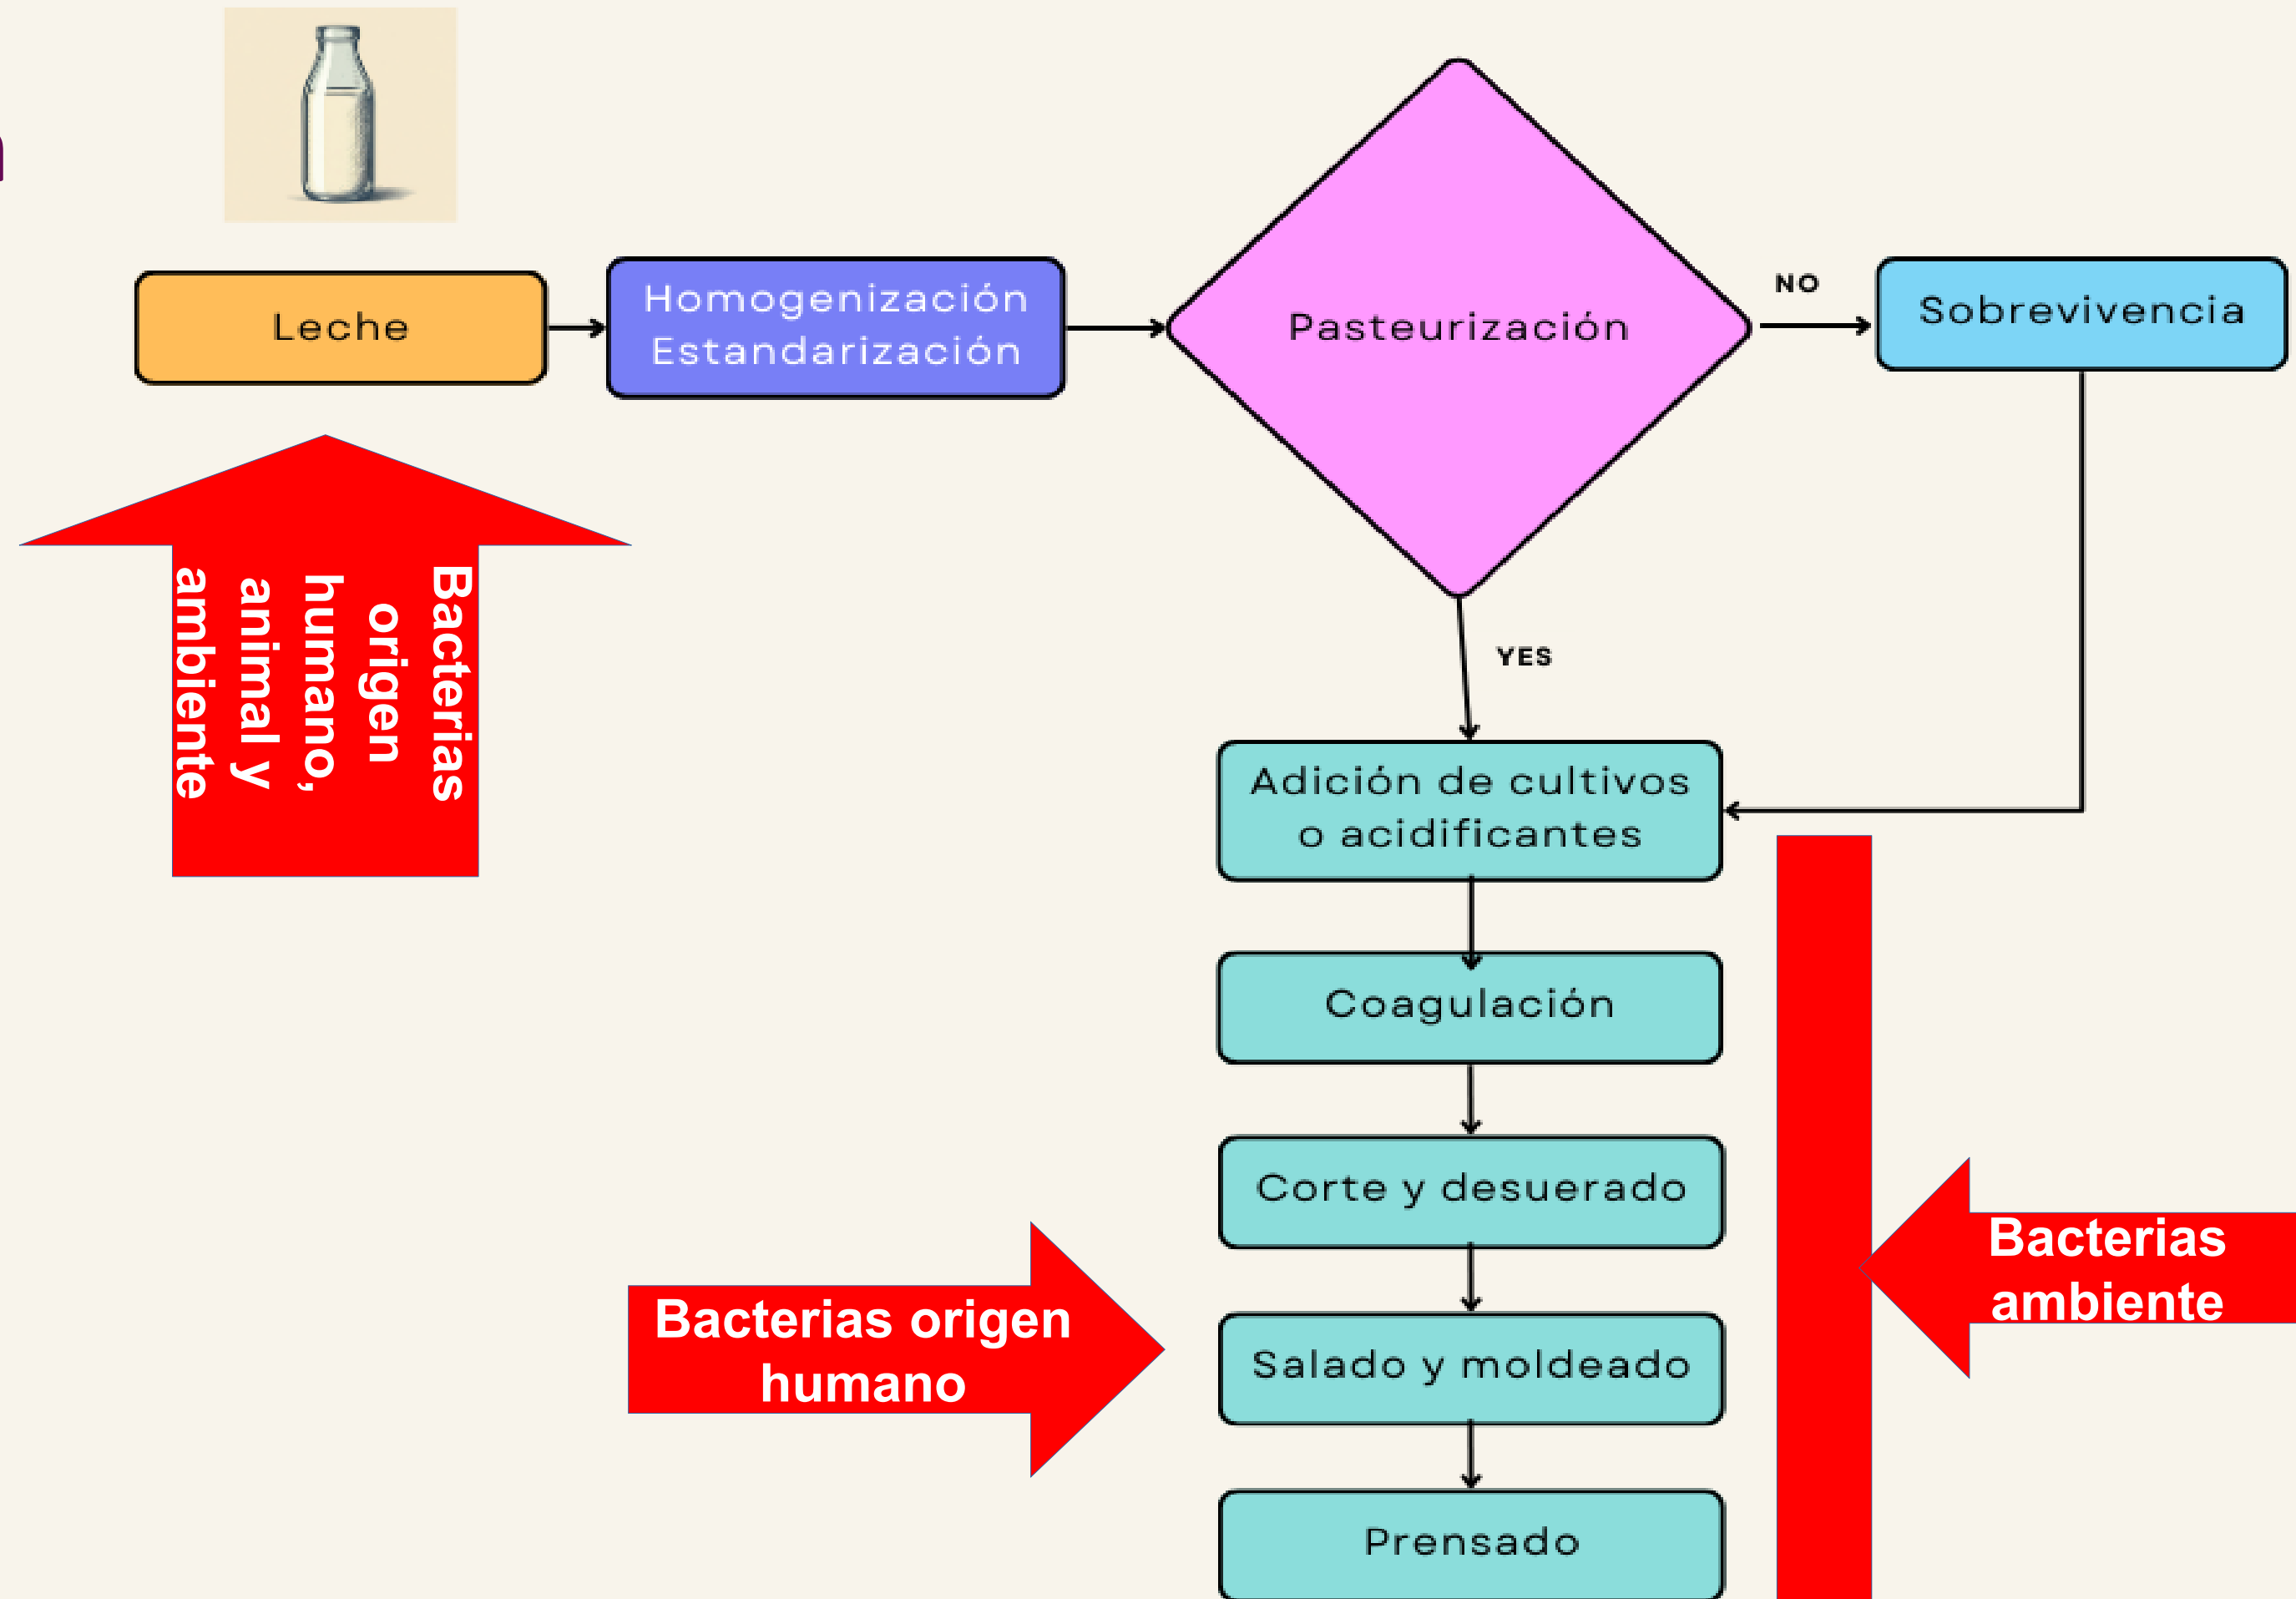 Leche
Homogenización
Estandarización
Pasteurización
NO
Sobrevivencia
YES
Bacterias
origen
humano,
animal y
ambiente
Adición de cultivos
o acidificantes
Coagulación
Corte y desuerado
Bacterias
ambiente
Bacterias origen
humano
Salado y moldeado
Prensado